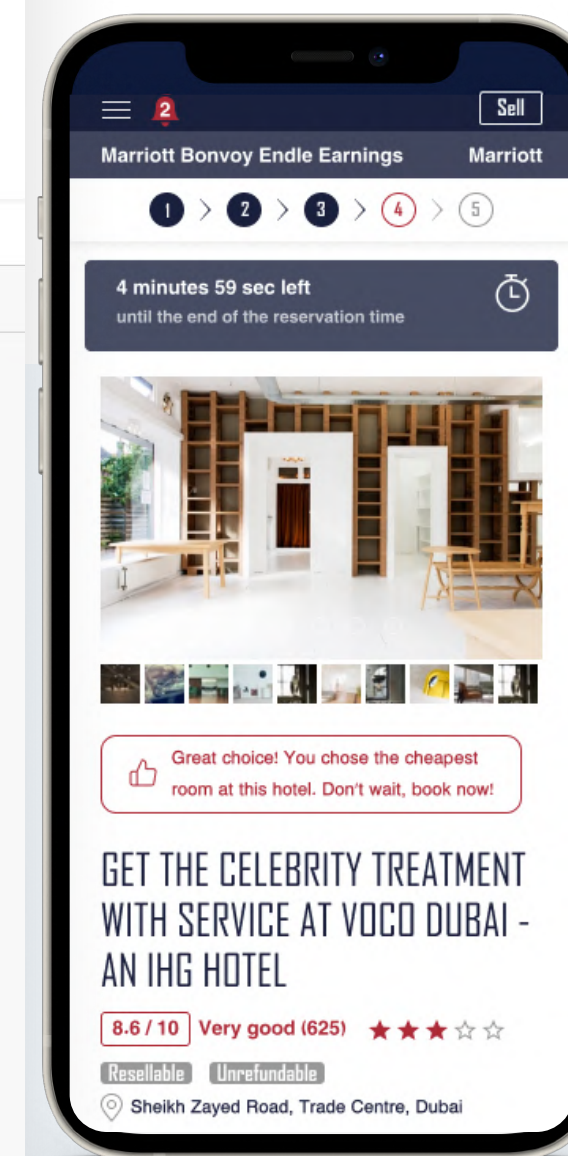 2
Sell
Marriott Bonvoy Endle Earnings Marriott
1 2 3 4 5
4 minutes 59 sec left
until the end of the reservation time
Great choice! You chose the cheapest
room at this hotel. Don't wait, book now!
GET THE CELEBRITY TREATMENT
WITH SERVICE AT VOCO DUBAI -
AN IHG HOTEL
8.6 / 10 Very good (625)
Resellable Unrefundable
Sheikh Zayed Road, Trade Centre, Dubai